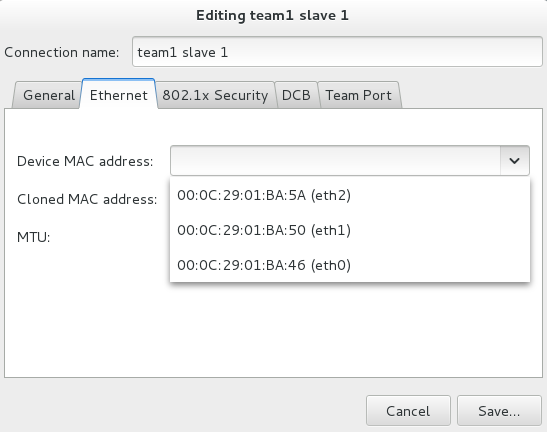 Editing team1 slave 1
Connection name: team1 slave 1
General Ethernet 802.1x Security DCB Team Port
Device MAC address:
Cloned MAC address: 00:0C:29:01:BA:5A (eth2)
00:0C:29:01:BA:50 (eth1)
MTU:
00:0C:29:01:BA:46 (eth0)
Cancel Save...